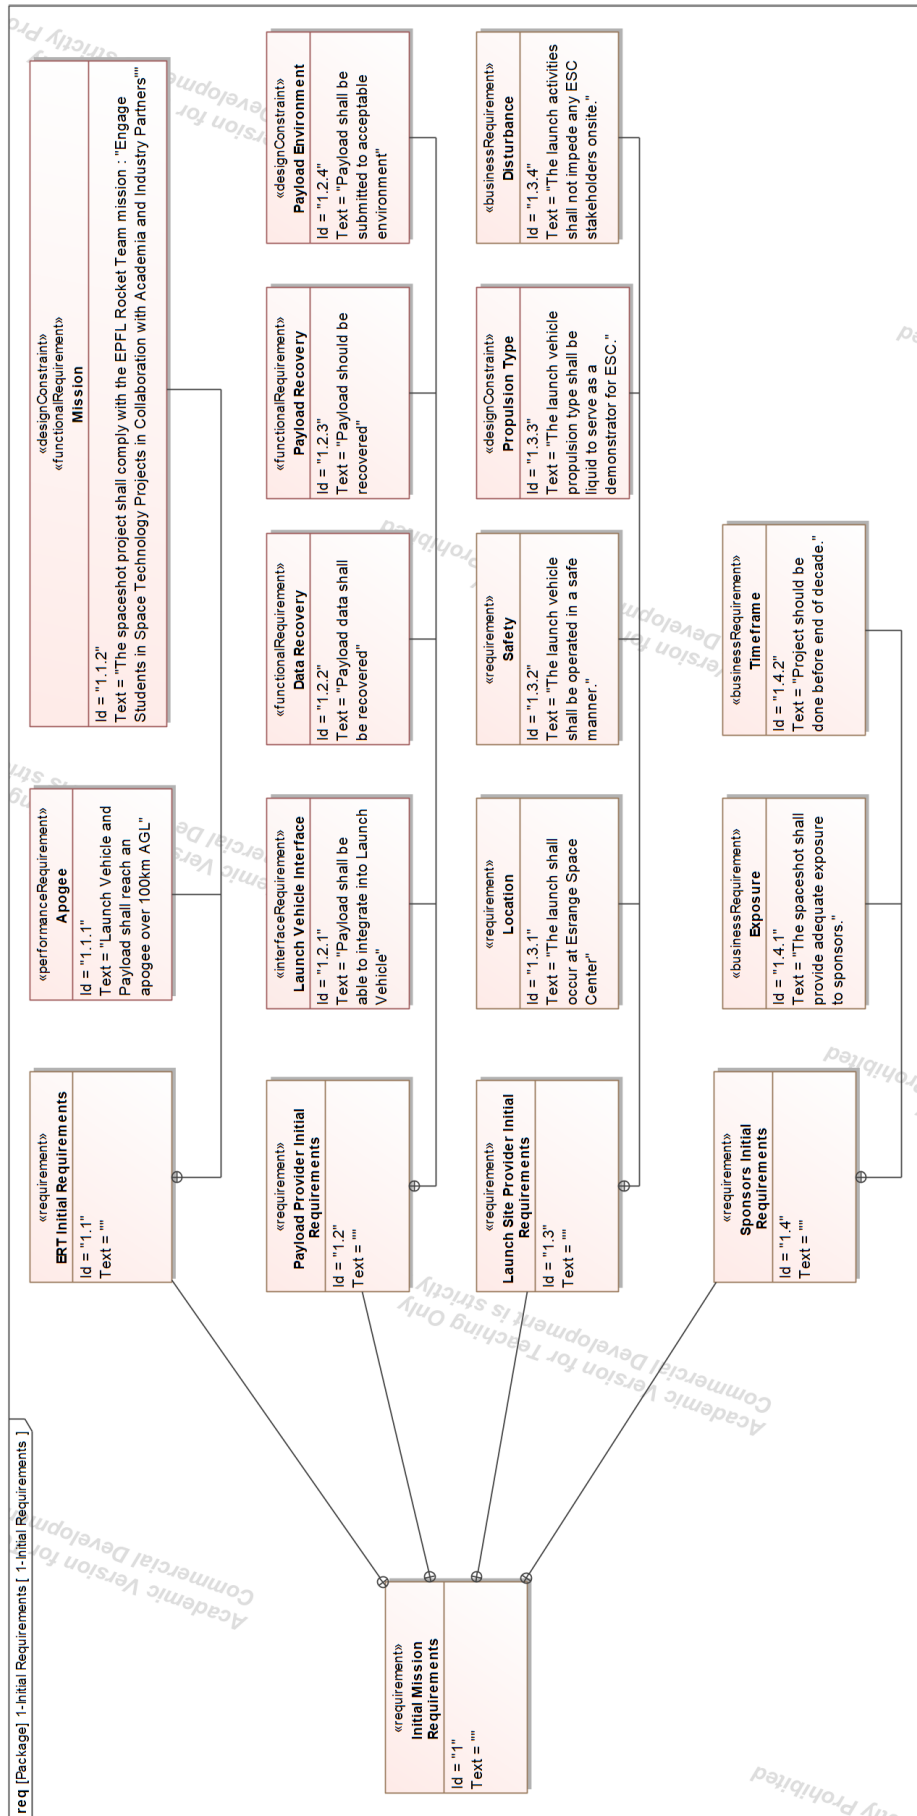 req [Package] 1-Initial Requirements [ 1-Initial Requirements ]
«requirement»
Initial Mission
Requirements
Id = "1"
Text = ""
«requirement»
ERT Initial Requirements
Id = "1.1"
Text = ""
«performanceRequirement»
Apogee
Id = "1.1.1"
Text = "Launch Vehicle and
Payload shall reach an
apogee over 100km AGL"
«designConstraint»
«functionalRequirement»
Mission
Id = "1.1.2"
Text = "The spaceshot project shall comply with the EPFL Rocket Team mission : "Engage
Students in Space Technology Projects in Collaboration with Academia and Industry Partners""
«requirement»
Payload Provider Initial
Requirements
Id = "1.2"
Text = ""
«interfaceRequirement»
Launch Vehicle Interface
Id = "1.2.1"
Text = "Payload shall be
able to integrate into Launch
Vehicle"
«functionalRequirement»
Data Recovery
Id = "1.2.2"
Text = "Payload data shall
be recovered"
«functionalRequirement»
Payload Recovery
Id = "1.2.3"
Text = "Payload should be
recovered"
«designConstraint»
Payload Environment
Id = "1.2.4"
Text = "Payload shall be
submitted to acceptable
environment"
«requirement»
Launch Site Provider Initial
Requirements
Id = "1.3"
Text = ""
«requirement»
Location
Id = "1.3.1"
Text = "The launch shall
occur at Esrange Space
Center"
«requirement»
Safety
Id = "1.3.2"
Text = "The launch vehicle
shall be operated in a safe
manner."
«designConstraint»
Propulsion Type
Id = "1.3.3"
Text = "The launch vehicle
propulsion type shall be
liquid to serve as a
demonstrator for ESC."
«businessRequirement»
Disturbance
Id = "1.3.4"
Text = "The launch activities
shall not impede any ESC
stakeholders onsite."
«requirement»
Sponsors Initial
Requirements
Id = "1.4"
Text = ""
«businessRequirement»
Exposure
Id = "1.4.1"
Text = "The spaceshot shall
provide adequate exposure
to sponsors."
«businessRequirement»
Timeframe
Id = "1.4.2"
Text = "Project should be
done before end of decade."
Academic Version for Teaching Only
Commercial Development is strictly